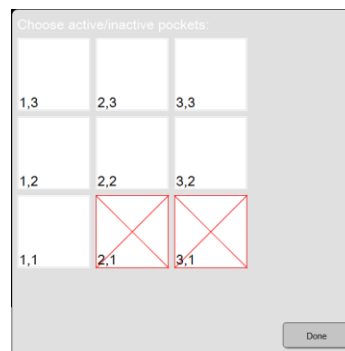 Choose active/inactive pockets:
1,3 2,3 3,3
1,2 2,2 3,2
1,1 2,1 3,1
Done